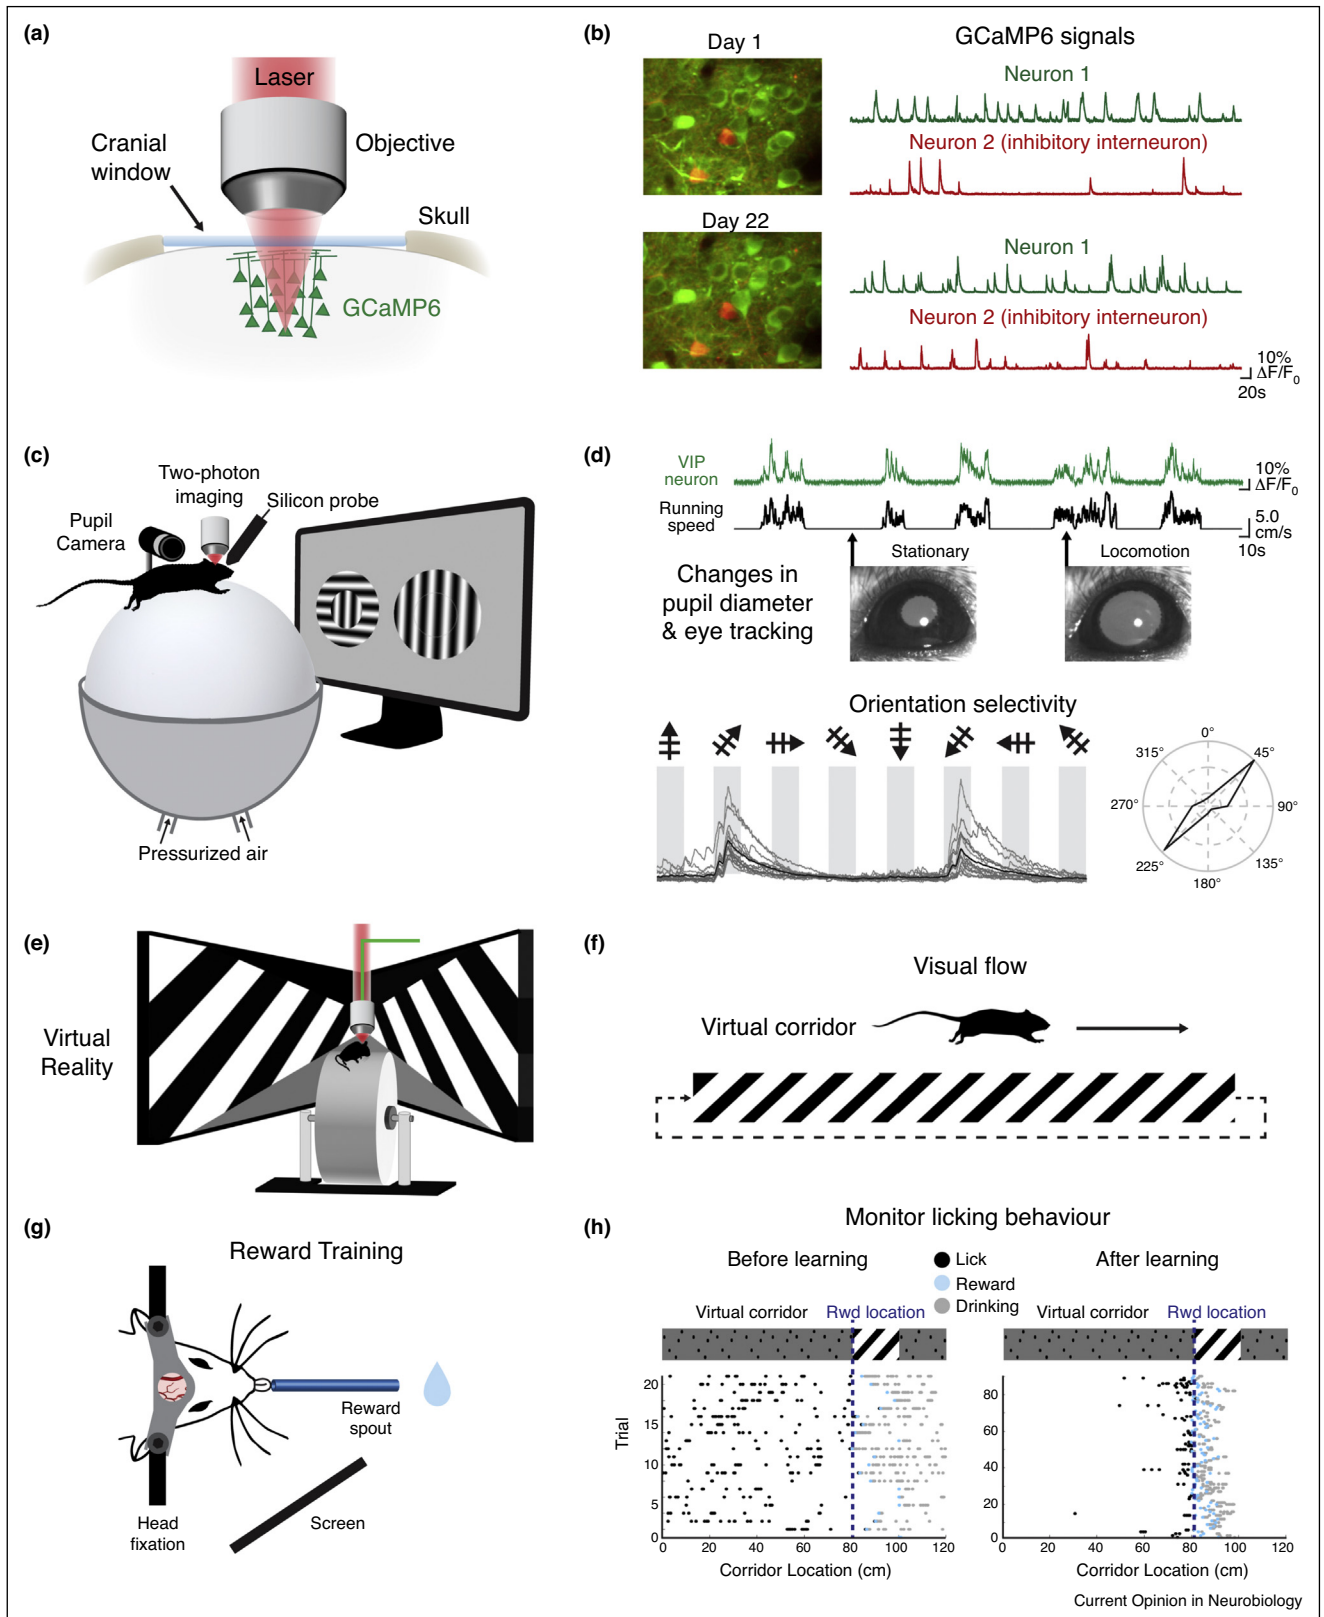 (a)
Laser
Cranial
window
Objective
Skull
GCaMP6
(b)
Day 1
GCaMP6 signals
Neuron 1
Neuron 2 (inhibitory interneuron)
Day 22
Neuron 1
Neuron 2 (inhibitory interneuron)
10%
ΔF/F0
20s
(c)
Two-photon
imaging
Silicon probe
Pupil
Camera
Pressurized air
(d)
VIP
neuron
10%
ΔF/F0
Running
speed
5.0
cm/s
10s
Stationary
Locomotion
Changes in
pupil diameter
& eye tracking
Orientation selectivity
0°
45°
90°
135°
180°
225°
270°
315°
(e)
Virtual
Reality
(f)
Visual flow
Virtual corridor
(g)
Reward Training
Reward
spout
Head
fixation
Screen
(h)
Monitor licking behaviour
Before learning
Lick
Reward
Drinking
After learning
Virtual corridor
Rwd location
Virtual corridor
Rwd location
Trial
20
15
10
5
0
0 20 40 60 80 100 120
Corridor Location (cm)
80
60
40
20
0
0 20 40 60 80 100 120
Corridor Location (cm)
Current Opinion in Neurobiology